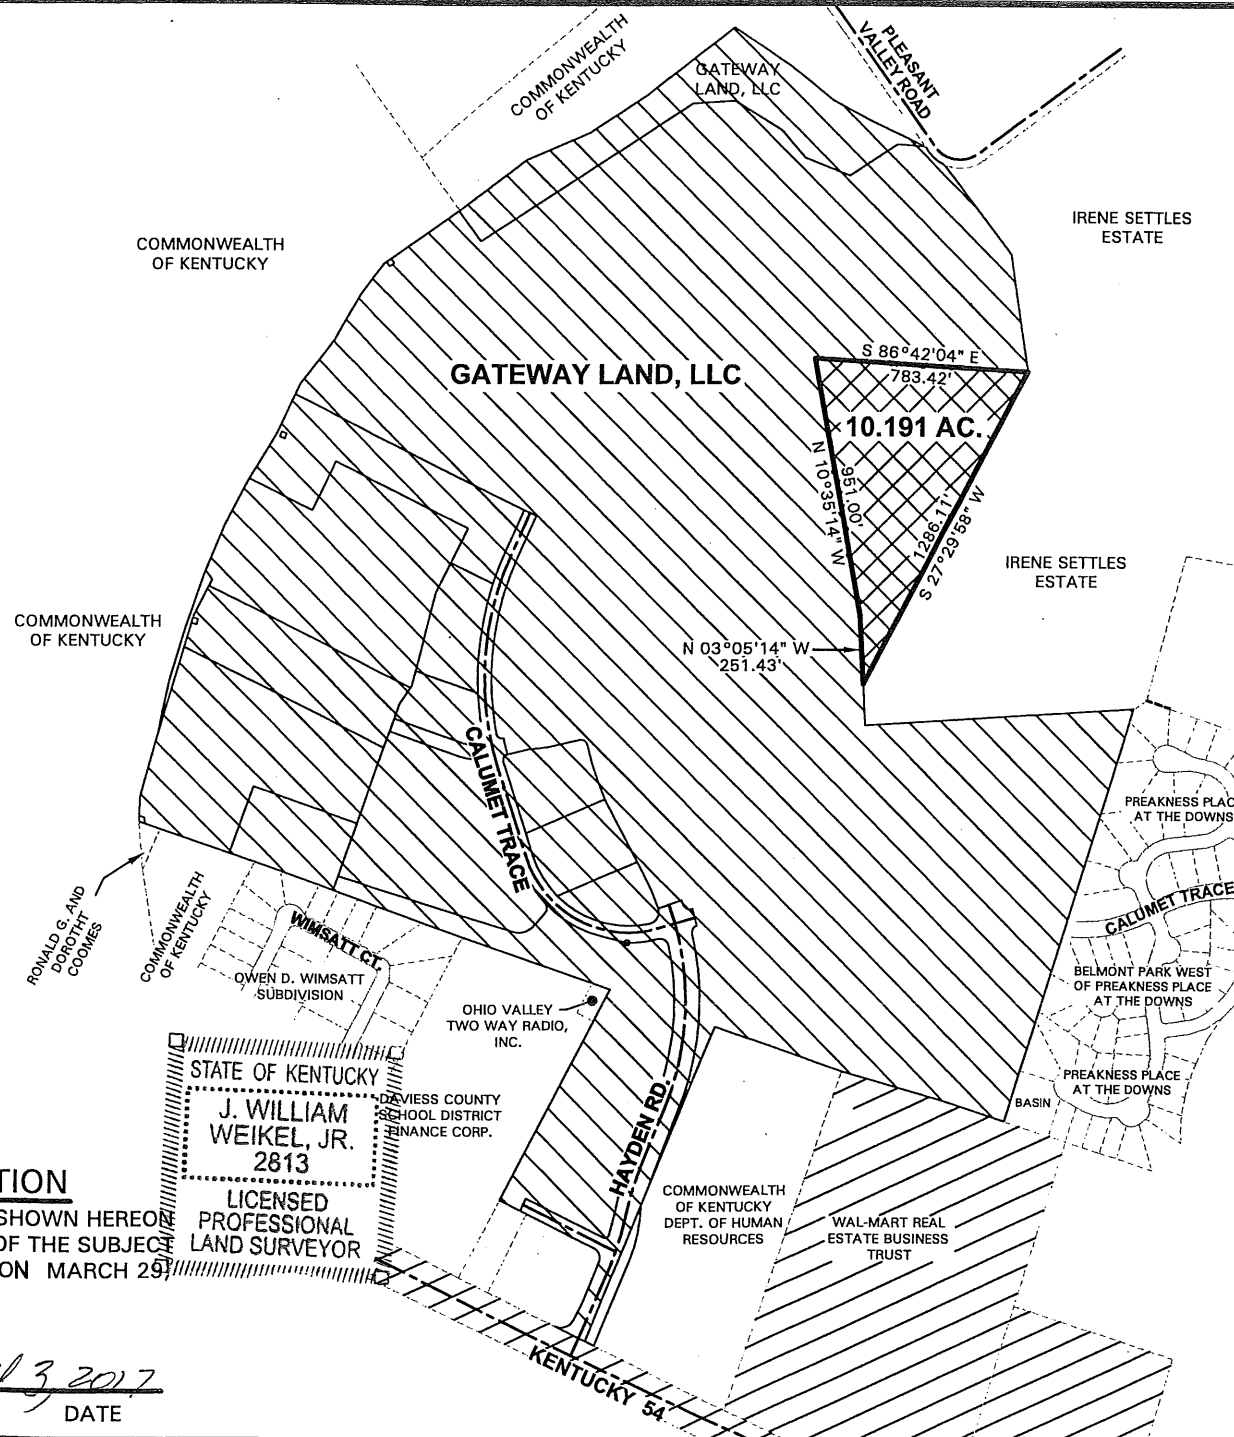 COMMONWEALTH
OF KENTUCKY
GATEWAY
LAND, LLC
PLEASANT
VALLEY ROAD
COMMONWEALTH
OF KENTUCKY
IRENE SETTLES
ESTATE
GATEWAY LAND, LLC
S 86°42'04" E
783.42'
10.191 AC.
951.00'
N 10°35'14" W
1286.11'
S 27°29'58" W
IRENE SETTLES
ESTATE
COMMONWEALTH
OF KENTUCKY
N 03°05'14" W
251.43'
CALUMET TRACE
PREAKNESS PLAC
AT THE DOWNS
CALUMET TRACE
RONALD G. AND
DOROTHT
COOMES
COMMONWEALTH
OF KENTUCKY
WIMSATT CT.
OWEN D. WIMSATT
SUBDIVISION
OHIO VALLEY
TWO WAY RADIO,
INC.
BELMONT PARK WEST
OF PREAKNESS PLACE
AT THE DOWNS
PREAKNESS PLACE
AT THE DOWNS
BASIN
STATE OF KENTUCKY
J. WILLIAM
WEIKEL, JR.
2813
LICENSED
PROFESSIONAL
LAND SURVEYOR
DAVIESS COUNTY
SCHOOL DISTRICT
FINANCE CORP.
HAYDEN RD.
COMMONWEALTH
OF KENTUCKY
DEPT. OF HUMAN
RESOURCES
WAL-MART REAL
ESTATE BUSINESS
TRUST
TION
SHOWN HEREON
OF THE SUBJECT
ON MARCH 29,
KENTUCKY 54
3, 2017
DATE